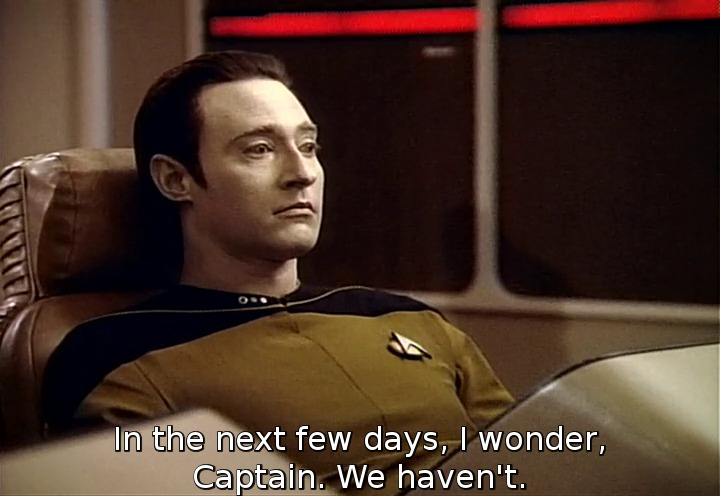 In the next few days, I wonder,
Captain. We haven't.